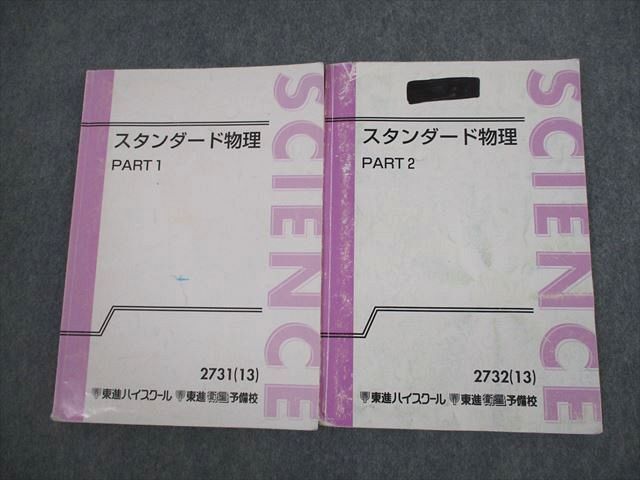 スタンダード物理
PART 1
SCIENCE
2731(13)
東進ハイスクール 東進衛星予備校
スタンダード物理
PART 2
SCIENCE
2732(13)
東進ハイスクール 東進衛星予備校